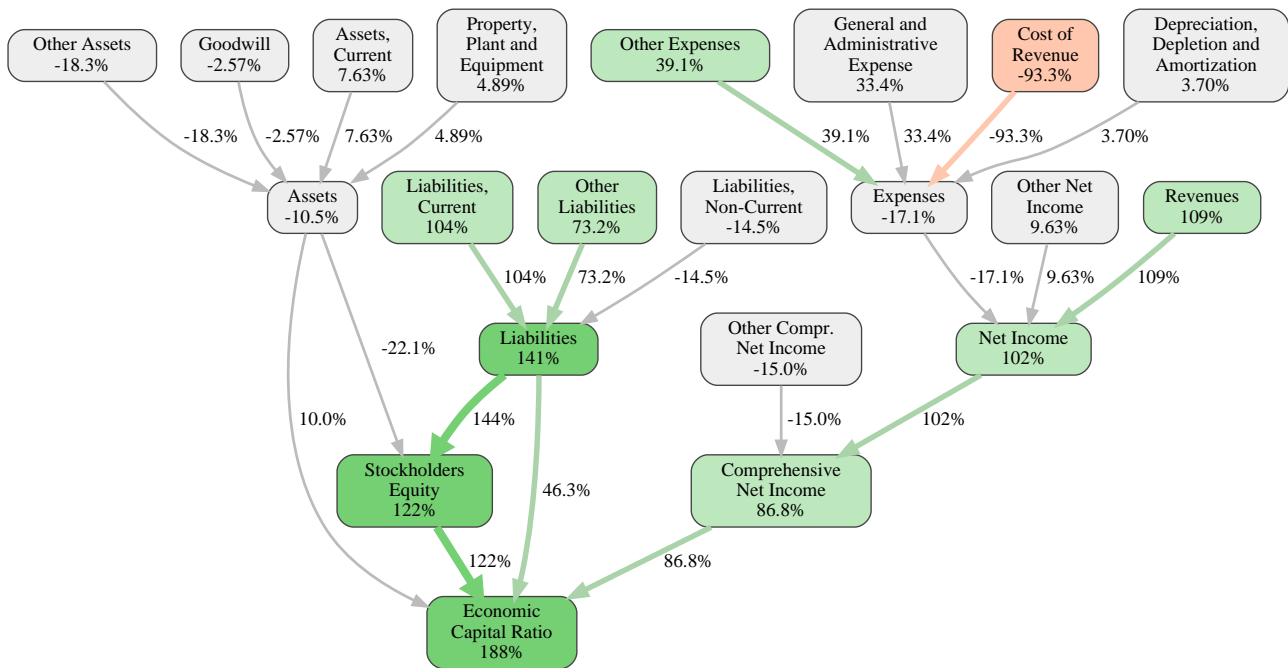 Other Assets
-18.3%
Goodwill
-2.57%
Assets,
Current
7.63%
Property,
Plant and
Equipment
4.89%
Other Expenses
39.1%
General and
Administrative
Expense
33.4%
Cost of
Revenue
-93.3%
Depreciation,
Depletion and
Amortization
3.70%
-18.3%
-2.57%
7.63%
4.89%
39.1%
33.4%
-93.3%
3.70%
Assets
-10.5%
Liabilities,
Current
104%
Other
Liabilities
73.2%
Liabilities,
Non-Current
-14.5%
Expenses
-17.1%
Other Net
Income
9.63%
Revenues
109%
104%
73.2%
-14.5%
-17.1%
9.63%
109%
-22.1%
Liabilities
141%
Other Compr.
Net Income
-15.0%
Net Income
102%
10.0%
144%
-15.0%
102%
Stockholders
Equity
122%
46.3%
Comprehensive
Net Income
86.8%
122%
86.8%
Economic
Capital Ratio
188%